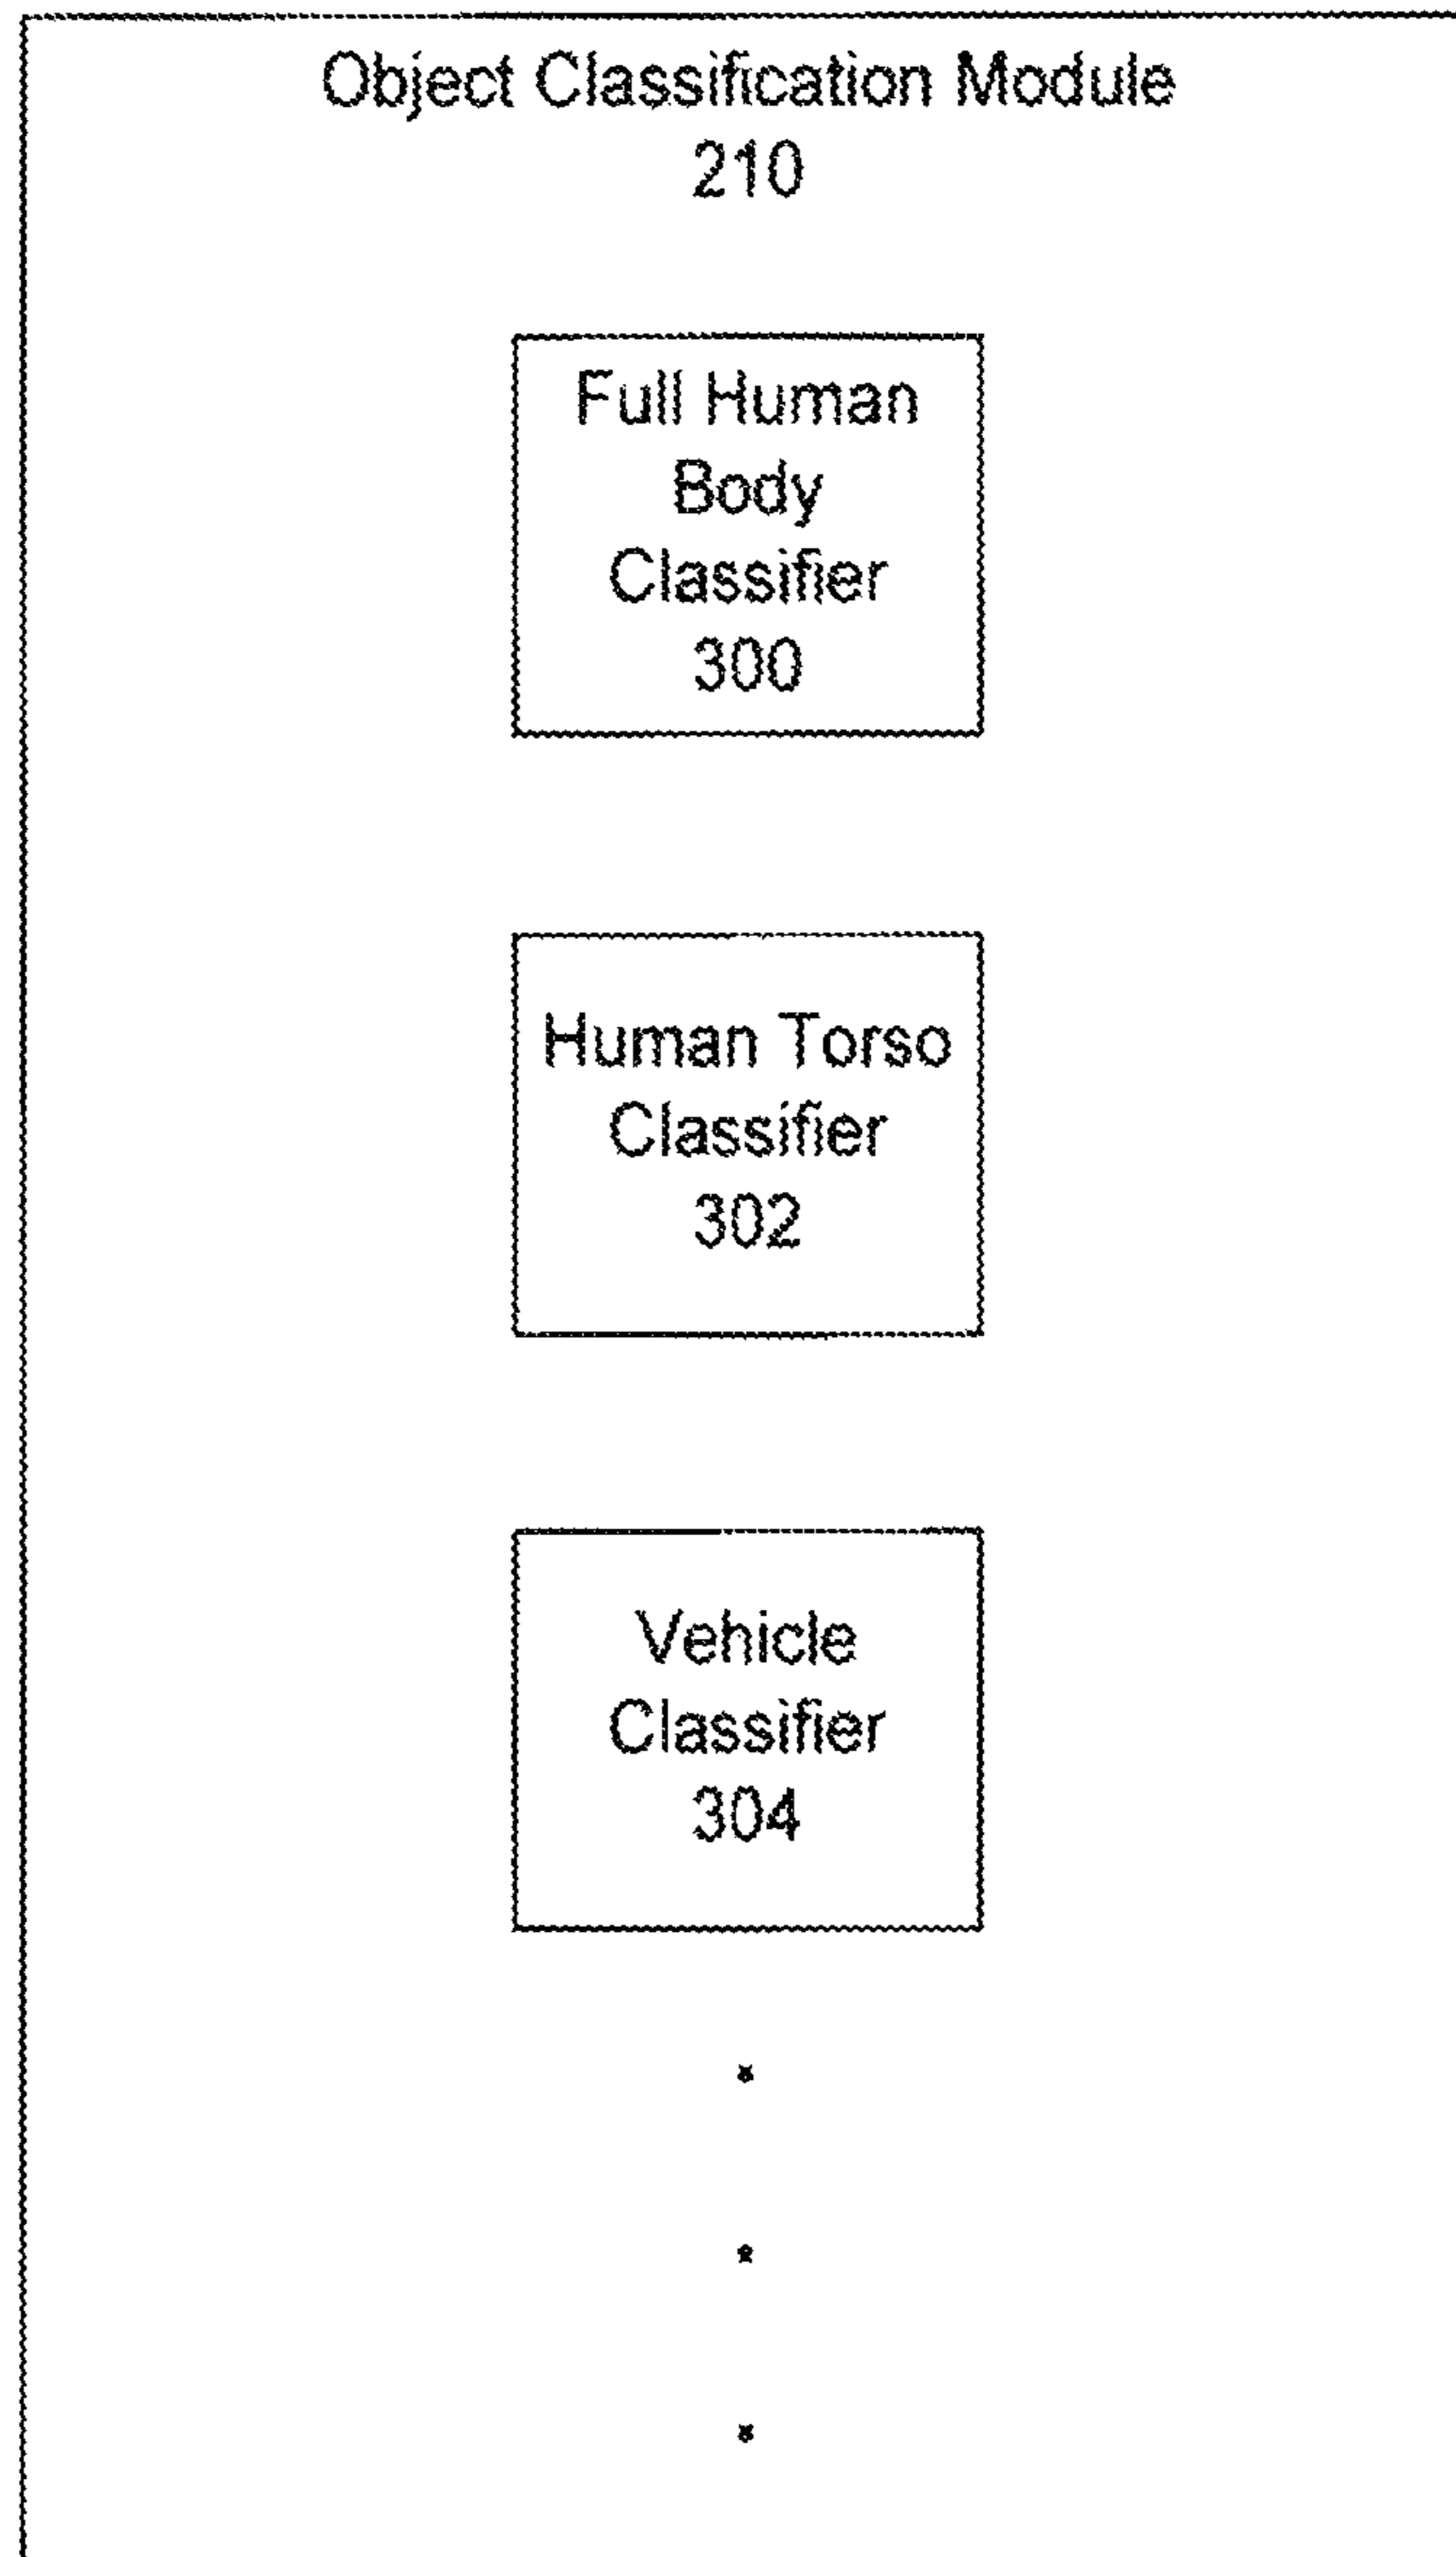 Object Classification Module
210
Full Human
Body
Classifier
300
Human Torso
Classifier
302
Vehicle
Classifier
304